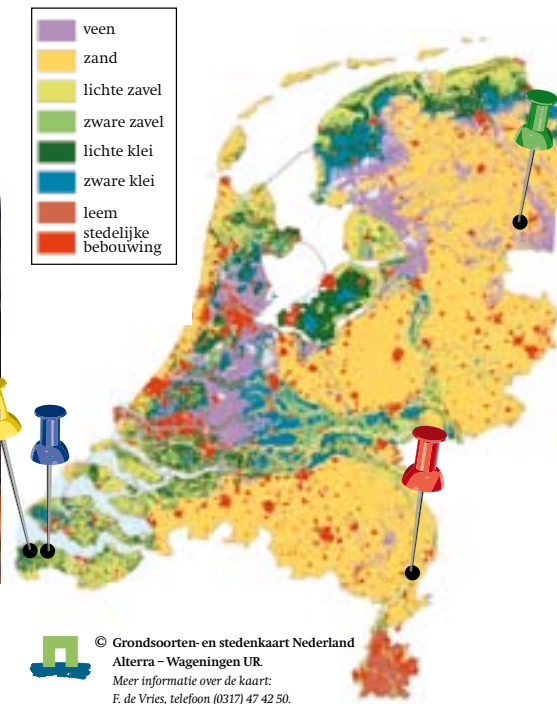 veen
zand
lichte zavel
zware zavel
lichte klei
zware klei
leem
stedelijke
bebouwing
© Grondsoorten- en stedenkaart Nederland
Alterra – Wageningen UR.
Meer informatie over de kaart:
F. de Vries, telefoon (0317) 47 42 50.